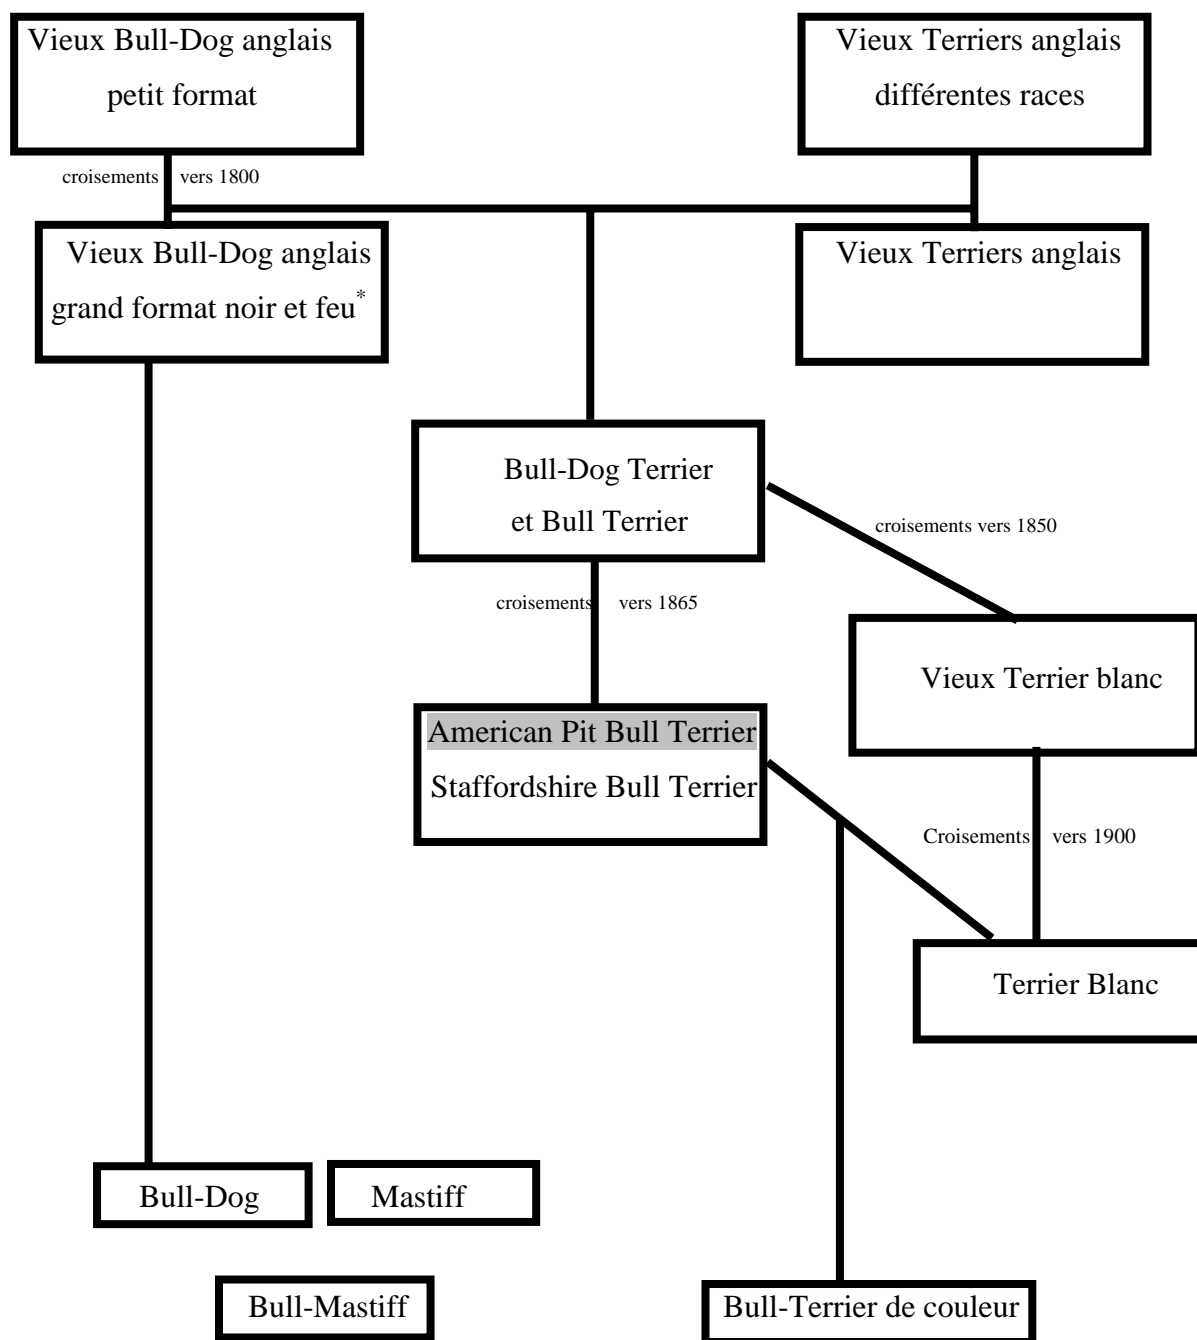 Vieux Bull-Dog anglais
petit format
Vieux Terriers anglais
différentes races
croisements vers 1800
Vieux Bull-Dog anglais
grand format noir et feu*
Vieux Terriers anglais
Bull-Dog Terrier
et Bull Terrier
croisements vers 1850
croisements vers 1865
Vieux Terrier blanc
American Pit Bull Terrier
Staffordshire Bull Terrier
Croisements vers 1900
Terrier Blanc
Bull-Dog
Mastiff
Bull-Mastiff
Bull-Terrier de couleur